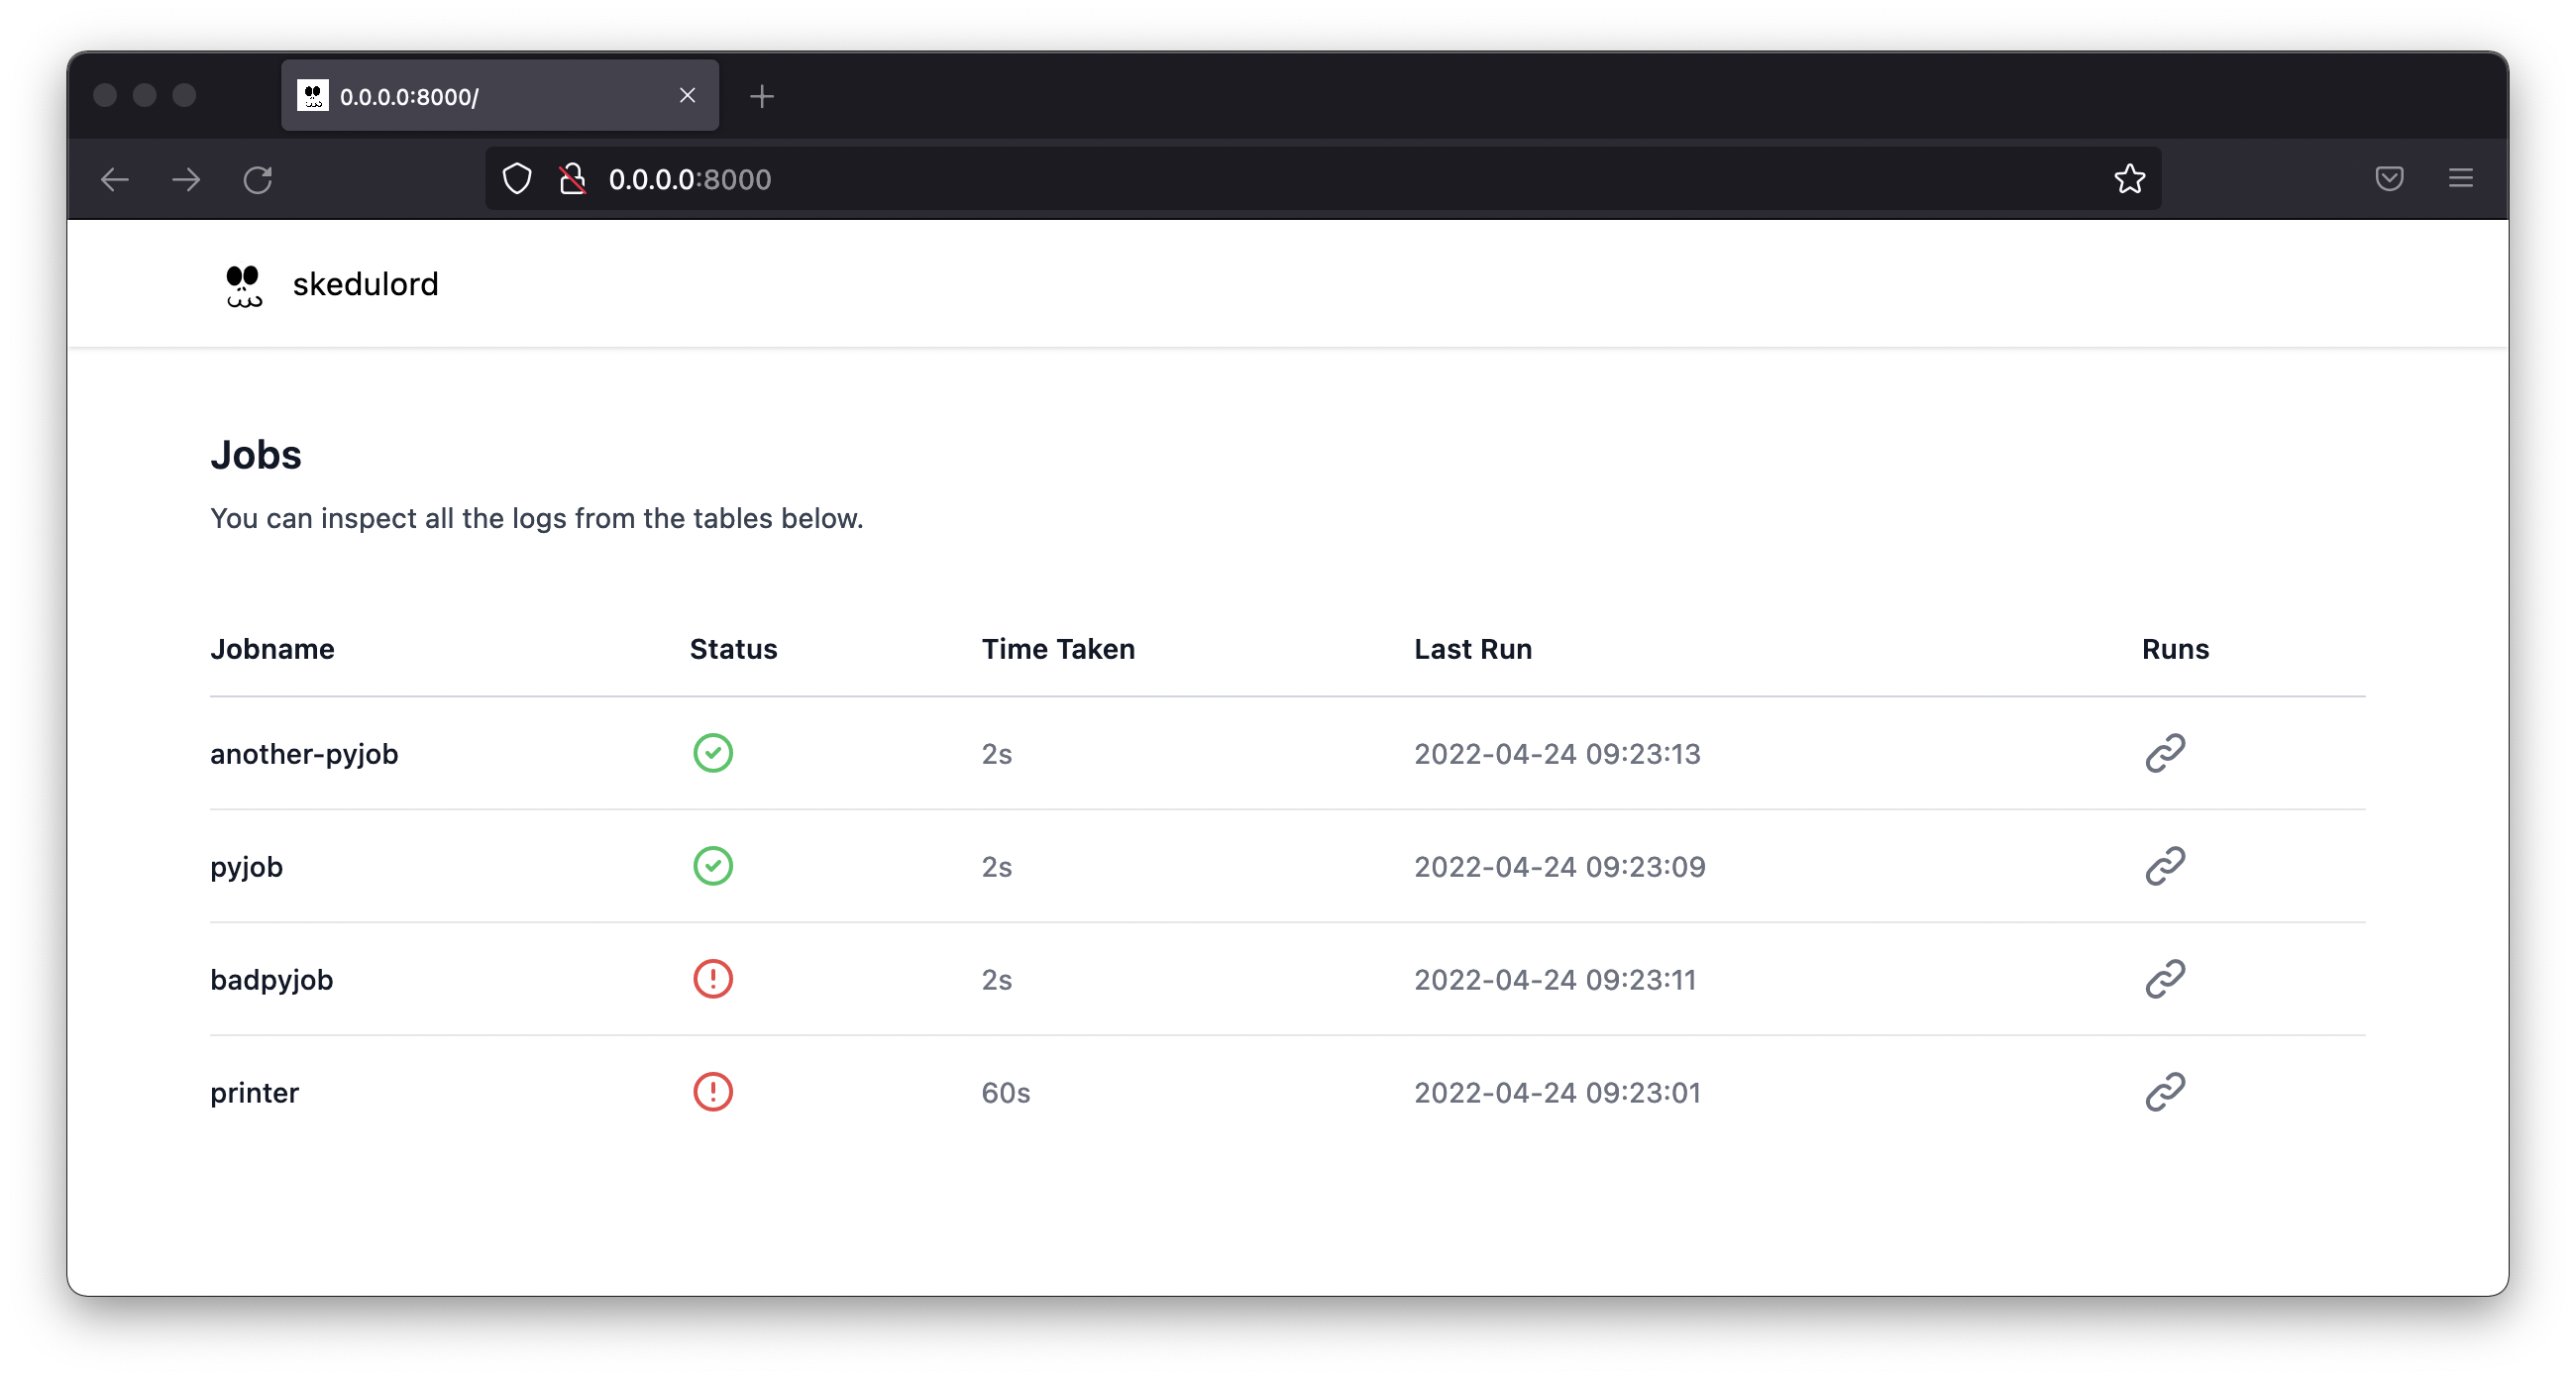 0.0.0.0:8000/
0.0.0.0:8000
skedulord
Jobs
You can inspect all the logs from the tables below.
Jobname Status Time Taken Last Run Runs
another-pyjob 2s 2022-04-24 09:23:13
pyjob 2s 2022-04-24 09:23:09
badpyjob 2s 2022-04-24 09:23:11
printer 60s 2022-04-24 09:23:01